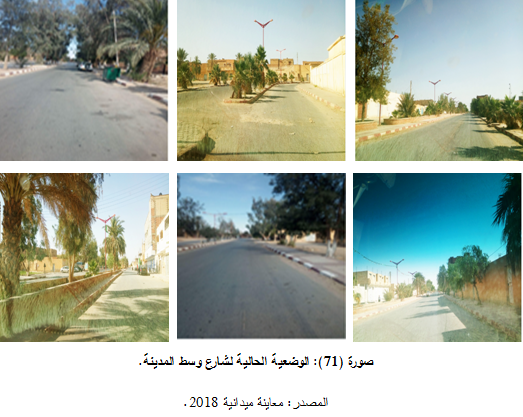 صورة (71): الوضعية الحالية لشارع وسط المدينة.
المصدر: معاينة ميدانية 2018.